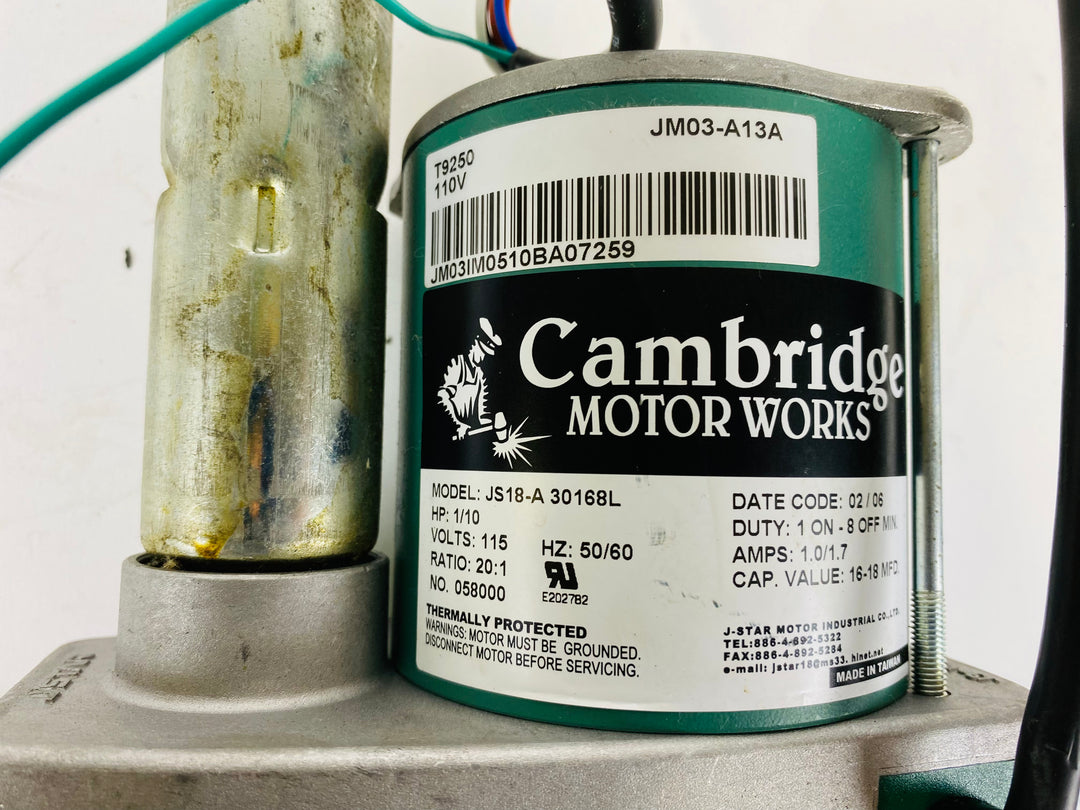 JM03-A13A
T9250
110V
JM03IM0510BA07259
Cambridge
MOTOR WORKS
MODEL: JS18-A 30168L
HP: 1/10
VOLTS: 115 HZ: 50/60
RATIO: 20:1
NO. 058000
E202782
DATE CODE: 02 / 06
DUTY: 1 ON - 8 OFF MIN.
AMPS: 1.0/1.7
CAP. VALUE: 16-18 MFD.
THERMALLY PROTECTED
WARNINGS: MOTOR MUST BE GROUNDED.
DISCONNECT MOTOR BEFORE SERVICING.
J-STAR MOTOR INDUSTRIAL CO.,LTD.
TEL:886-4-892-5322
FAX:886-4-892-5284
e-mail: jstar18@ms33.hinet.net
MADE IN TAIWAN